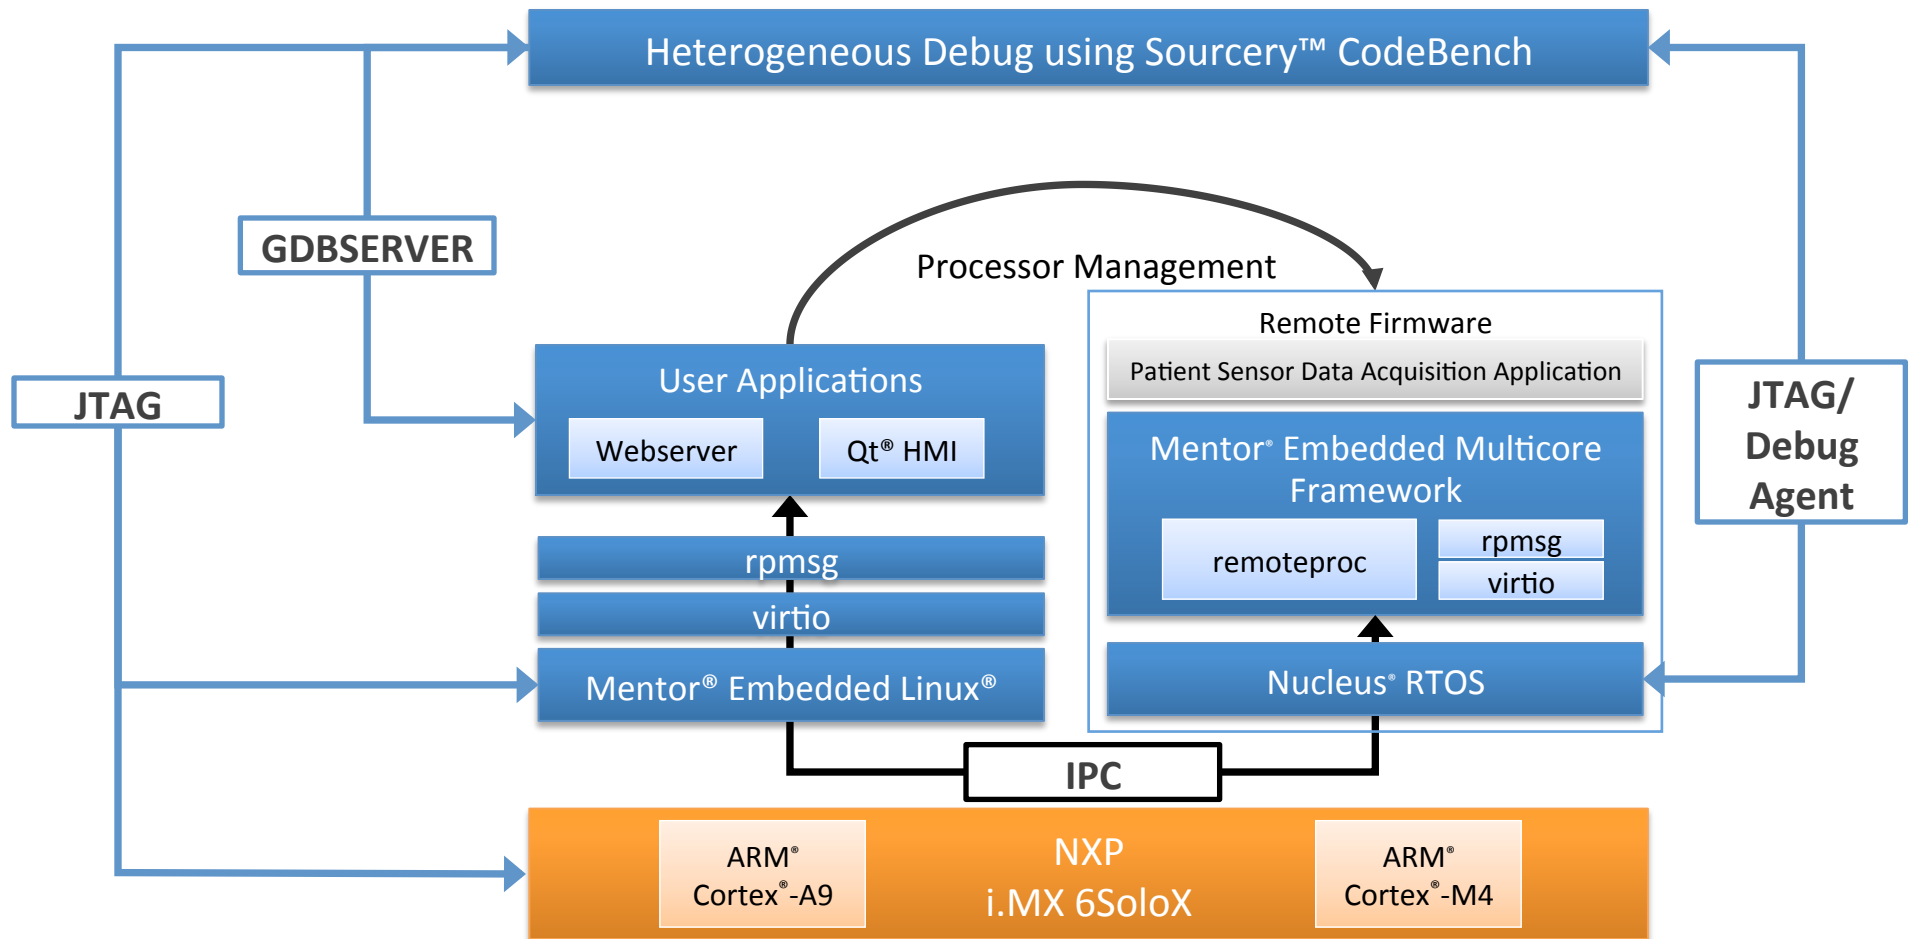 Heterogeneous Debug using Sourcery™ CodeBench
GDBSERVER
Processor Management
Remote Firmware
Patient Sensor Data Acquisition Application
User Applications
Webserver
Qt® HMI
JTAG
JTAG/
Debug
Agent
Mentor® Embedded Multicore
Framework
remoteproc
rpmsg
virtio
rpmsg
virtio
Mentor® Embedded Linux®
Nucleus® RTOS
IPC
ARM®
Cortex®-A9
NXP
i.MX 6SoloX
ARM®
Cortex®-M4